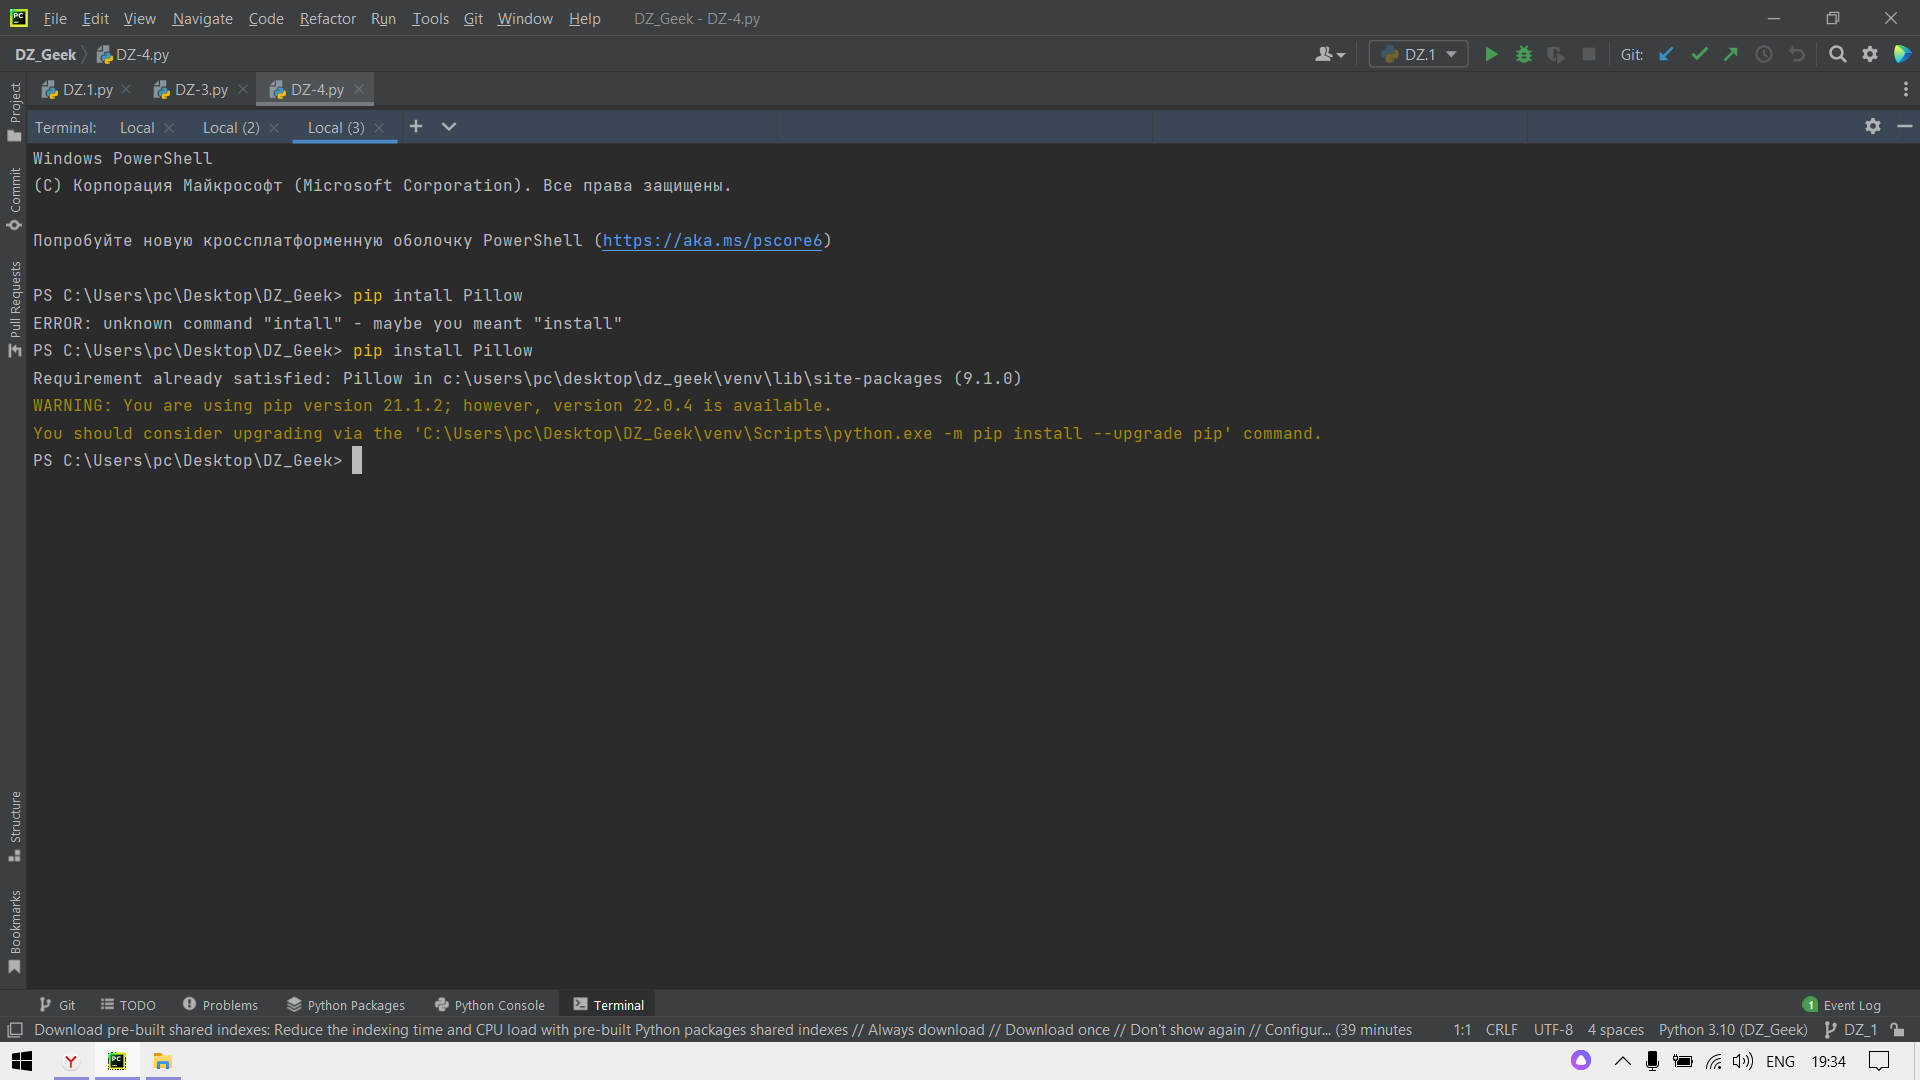 File Edit View Navigate Code Refactor Run Tools Git Window Help DZ_Geek - DZ-4.py
DZ_Geek DZ-4.py DZ.1 Git:
DZ.1.py DZ-3.py DZ-4.py
Terminal: Local Local (2) Local (3)
Windows PowerShell
(C) Корпорация Майкрософт (Microsoft Corporation). Все права защищены.
Попробуйте новую кроссплатформенную оболочку PowerShell (https://aka.ms/pscore6)
PS C:\Users\pc\Desktop\DZ_Geek> pip intall Pillow
ERROR: unknown command "intall" - maybe you meant "install"
PS C:\Users\pc\Desktop\DZ_Geek> pip install Pillow
Requirement already satisfied: Pillow in c:\users\pc\desktop\dz_geek\venv\lib\site-packages (9.1.0)
WARNING: You are using pip version 21.1.2; however, version 22.0.4 is available.
You should consider upgrading via the 'C:\Users\pc\Desktop\DZ_Geek\venv\Scripts\python.exe -m pip install --upgrade pip' command.
PS C:\Users\pc\Desktop\DZ_Geek>
Project
Commit
Pull Requests
Structure
Bookmarks
Git TODO Problems Python Packages Python Console Terminal 1 Event Log
Download pre-built shared indexes: Reduce the indexing time and CPU load with pre-built Python packages shared indexes // Always download // Download once // Don't show again // Configur... (39 minutes 1:1 CRLF UTF-8 4 spaces Python 3.10 (DZ_Geek) DZ_1
ENG 19:34